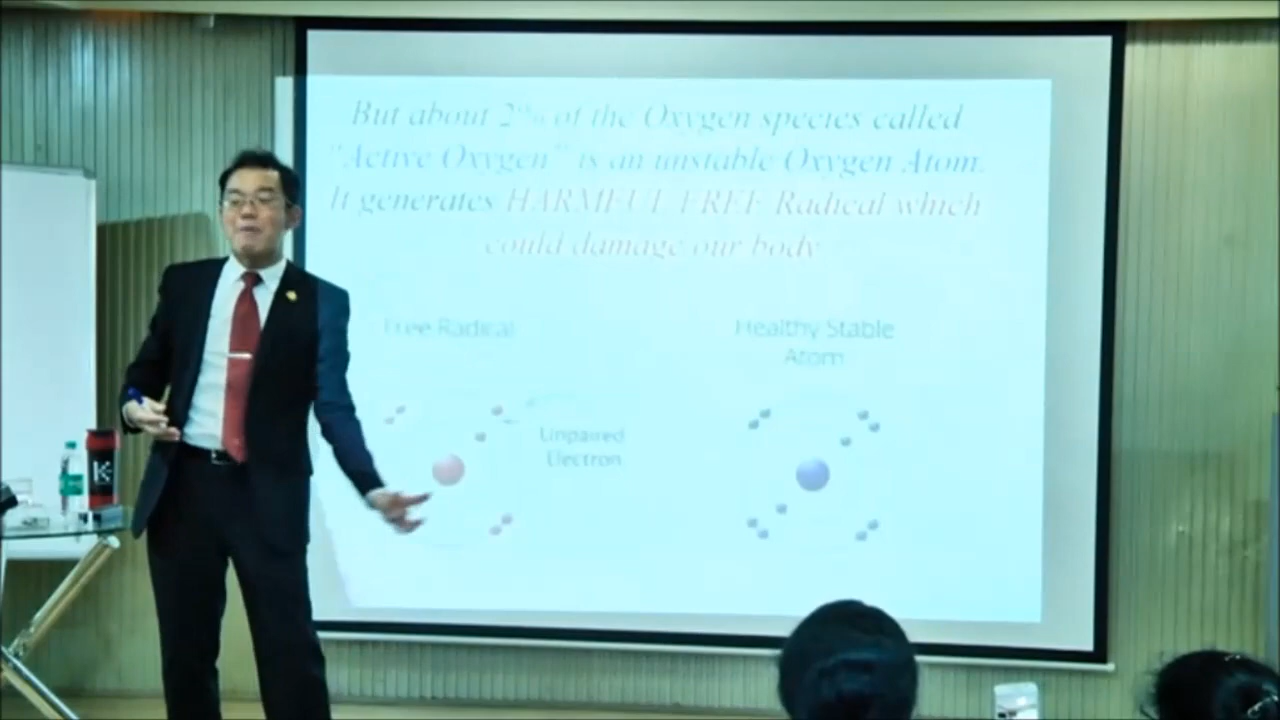 But about 2% of the Oxygen species called
"Active Oxygen" is an unstable Oxygen Atom.
It generates HARMFUL FREE Radical which
could damage our body
Free Radical
Healthy Stable
Atom
Unpaired
Electron
K